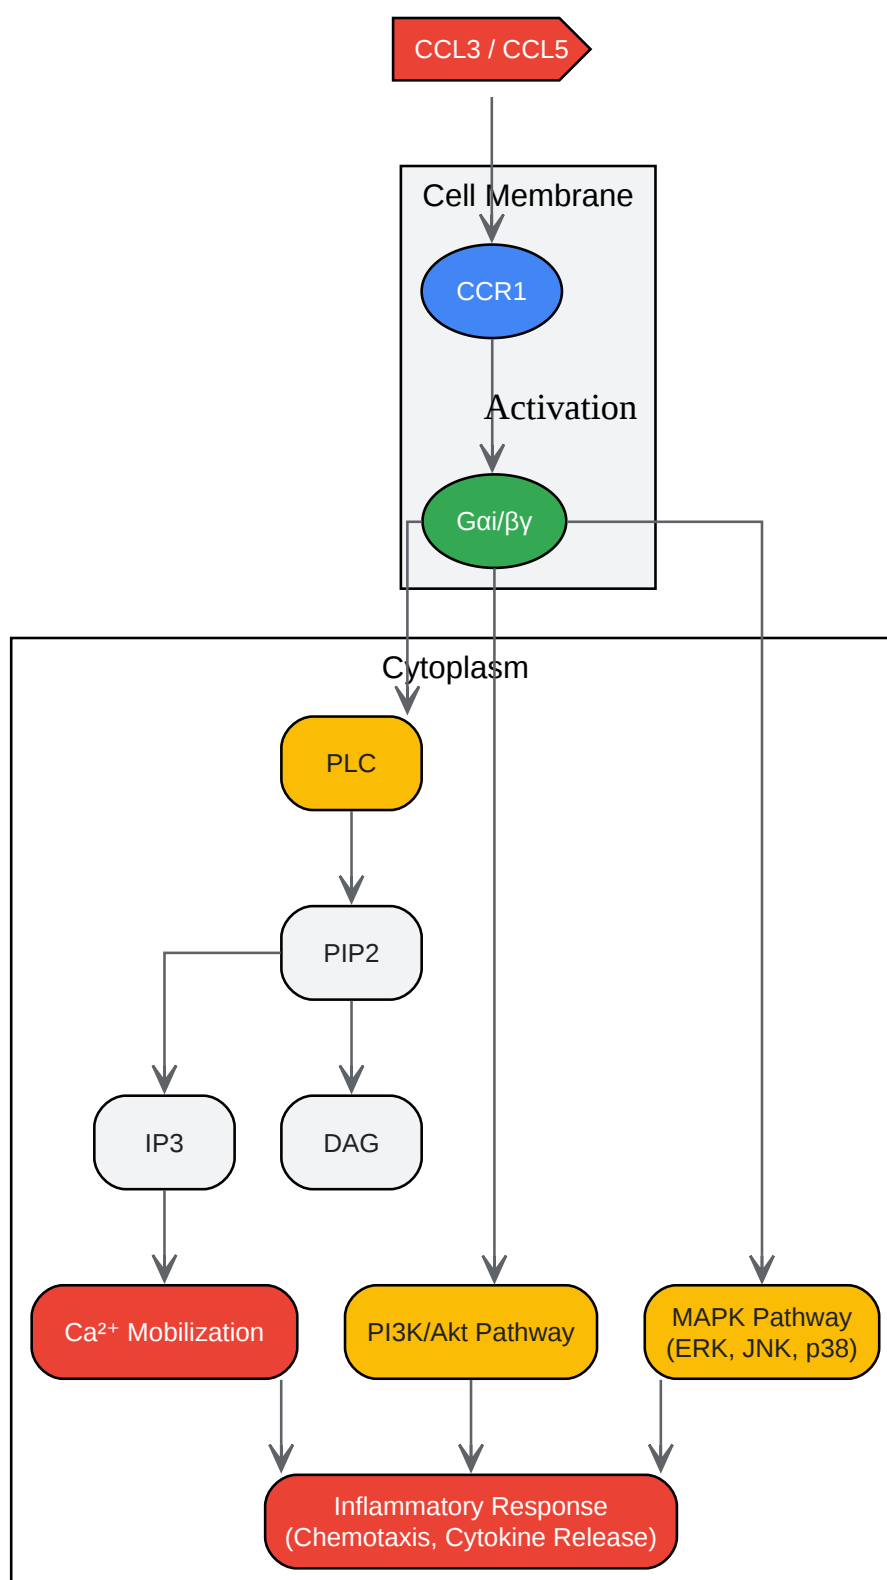 CCL3 / CCL5
Cell Membrane
CCR1
Activation
Gαi/βγ
Cytoplasm
PLC
PIP2
IP3
DAG
Ca²⁺ Mobilization
PI3K/Akt Pathway
MAPK Pathway
(ERK, JNK, p38)
Inflammatory Response
(Chemotaxis, Cytokine Release)